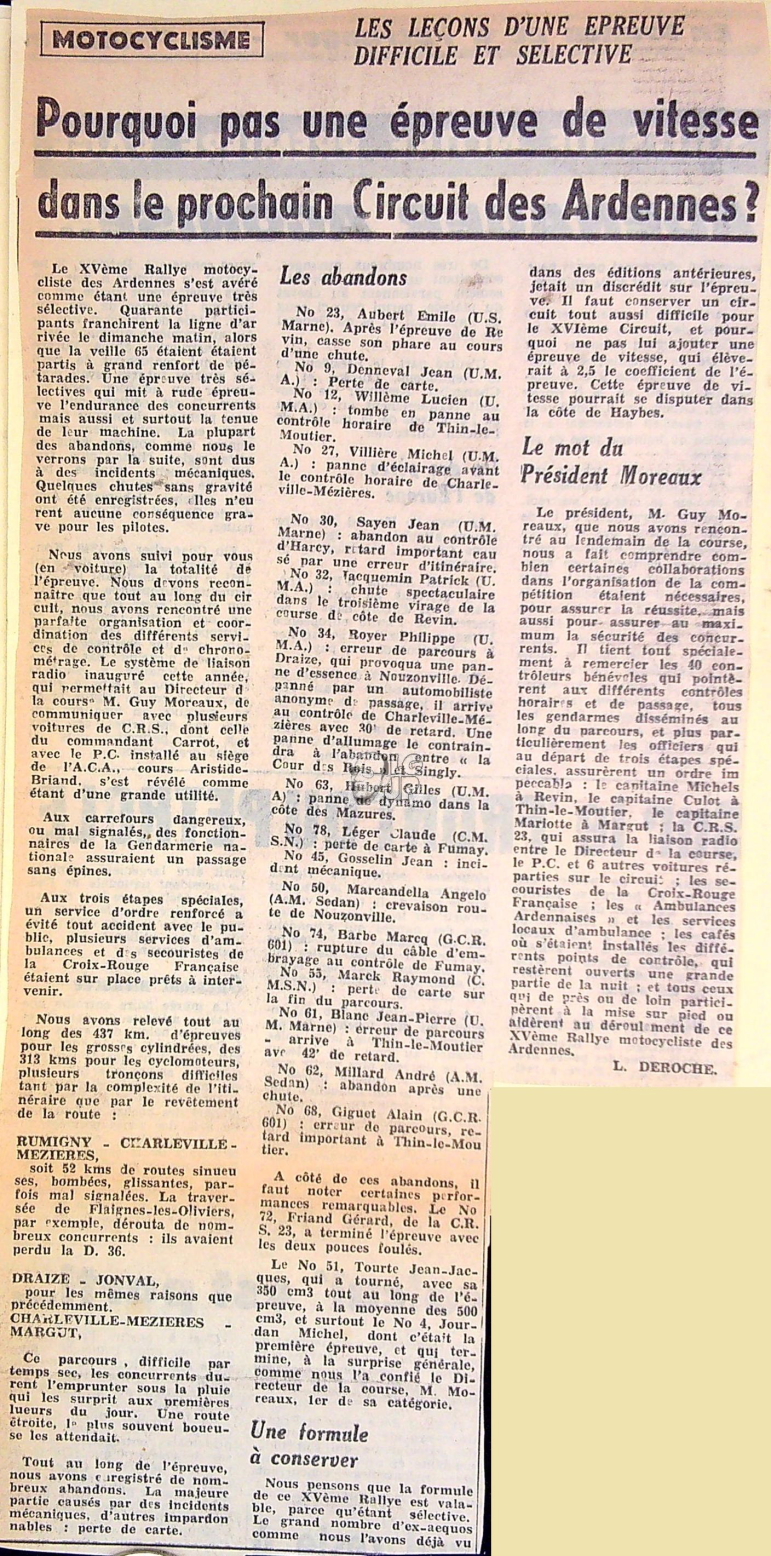 MOTOCYCLISME
LES LEÇONS D'UNE EPREUVE
DIFFICILE ET SELECTIVE
Pourquoi pas une épreuve de vitesse
dans le prochain Circuit des Ardennes ?
Le XVème Rallye motocy-
cliste des Ardennes s'est avéré
comme étant une épreuve très
sélective. Quarante partici-
pants franchirent la ligne d'ar
rivée le dimanche matin, alors
que la veille 65 étaient étaient
partis à grand renfort de pé-
tarades. Une épreuve très sé-
lectives qui mit à rude épreu-
ve l'endurance des concurrents
mais aussi et surtout la tenue
de leur machine. La plupart
des abandons, comme nous le
verrons par la suite, sont dus
à des incidents mécaniques.
Quelques chutes sans gravité
ont été enregistrées, elles n'eu
rent aucune conséquence gra-
ve pour les pilotes.
Nous avons suivi pour vous
(en voiture) la totalité de
l'épreuve. Nous devons recon-
naître que tout au long du cir
cuit, nous avons rencontré une
parfaite organisation et coor-
dination des différents servi-
ces de contrôle et de chrono-
métrage. Le système de liaison
radio inauguré cette année,
qui permettait au Directeur d
la course M. Guy Moreaux, de
communiquer avec plusieurs
voitures de C.R.S., dont celle
du commandant Carrot, et
avec le P.C. installé au siège
de l'A.C.A., cours Aristide-
Briand, s'est révélé comme
étant d'une grande utilité.
Aux carrefours dangereux,
ou mal signalés, des fonction-
naires de la Gendarmerie na-
tionale assuraient un passage
sans épines.
Aux trois étapes spéciales,
un service d'ordre renforcé a
évité tout accident avec le pu-
blic, plusieurs services d'am-
bulances et des secouristes de
la Croix-Rouge Française
étaient sur place prêts à inter-
venir.
Nous avons relevé tout au
long des 437 km. d'épreuves
pour les grosses cylindrées, des
313 kms pour les cyclomoteurs,
plusieurs tronçons difficiles
tant par la complexité de l'iti-
néraire que par le revêtement
de la route :
RUMIGNY - CHARLEVILLE-
MEZIERES,
soit 52 kms de routes sinueu
ses, bombées, glissantes, par-
fois mal signalées. La traver-
sée de Flaignes-les-Oliviers,
par exemple, dérouta de nom-
breux concurrents : ils avaient
perdu la D. 36.
DRAIZE - JONVAL,
pour les mêmes raisons que
précédemment.
CHARLEVILLE-MEZIERES -
MARGUT,
Ce parcours, difficile par
temps sec, les concurrents du-
rent l'emprunter sous la pluie
qui les surprit aux premières
lueurs du jour. Une route
étroite, le plus souvent boueu-
se les attendait.
Tout au long de l'épreuve,
nous avons enregistré de nom-
breux abandons. La majeure
partie causés par des incidents
mécaniques, d'autres impardon
nables : perte de carte.
Les abandons
No 23, Aubert Emile (U.S.
Marne). Après l'épreuve de Re
vin, casse son phare au cours
d'une chute.
No 9, Denneval Jean (U.M.
A.) : Perte de carte.
No 12, Willème Lucien (U.
M.A.) : tombe en panne au
contrôle horaire de Thin-le-
Moutier.
No 27, Villière Michel (U.M.
A.) : panne d'éclairage avant
le contrôle horaire de Charle-
ville-Mézières.
No 30, Sayen Jean (U.M.
Marne) : abandon au contrôle
d'Harcy, retard important cau
sé par une erreur d'itinéraire.
No 32, Jacquemin Patrick (U.
M.A.) : chute spectaculaire
dans le troisième virage de la
course de côte de Revin.
No 34, Royer Philippe (U.
M.A.) : erreur de parcours à
Draize, qui provoqua une pan-
ne d'essence à Nouzonville. Dé-
panné par un automobiliste
anonyme de passage, il arrive
au contrôle de Charleville-Mé-
zières avec 30' de retard. Une
panne d'allumage le contrain-
dra à l'abandon entre « la
Cour des Rois » et Singly.
No 63, Hubert Gilles (U.M.
A) : panne de dynamo dans la
côte des Mazures.
No 78, Léger Claude (C.M.
S.N.) : perte de carte à Fumay.
No 45, Gosselin Jean : inci-
dent mécanique.
No 50, Marcandella Angelo
(A.M. Sedan) : crevaison rou-
te de Nouzonville.
No 74, Barbe Marcq (G.C.R.
601) : rupture du câble d'em-
brayage au contrôle de Fumay.
No 55, Marck Raymond (C.
M.S.N.) : perte de carte sur
la fin du parcours.
No 61, Blanc Jean-Pierre (U.
M. Marne) : erreur de parcours
- arrive à Thin-le-Moutier
avc 42' de retard.
No 62, Millard André (A.M.
Sedan) : abandon après une
chute.
No 68, Giguet Alain (G.C.R.
601) : erreur de parcours, re-
tard important à Thin-le-Mou
tier.
A côté de ces abandons, il
faut noter certaines perfor-
mances remarquables. Le No
72, Friand Gérard, de la C.R.
S. 23, a terminé l'épreuve avec
les deux pouces foulés.
Le No 51, Tourte Jean-Jac-
ques, qui a tourné, avec sa
350 cm3 tout au long de l'é-
preuve, à la moyenne des 500
cm3, et surtout le No 4, Jour-
dan Michel, dont c'était la
première épreuve, et qui ter-
mine, à la surprise générale,
comme nous l'a confié le Di-
recteur de la course, M. Mo-
reaux, 1er de sa catégorie.
Une formule
à conserver
Nous pensons que la formule
de ce XVème Rallye est vala-
ble, parce qu'étant sélective.
Le grand nombre d'ex-aequos
comme nous l'avons déjà vu
dans des éditions antérieures,
jetait un discrédit sur l'épreu-
ve. Il faut conserver un cir-
cuit tout aussi difficile pour
le XVIème Circuit, et pour-
quoi ne pas lui ajouter une
épreuve de vitesse, qui élève-
rait à 2,5 le coefficient de l'é-
preuve. Cette épreuve de vi-
tesse pourrait se disputer dans
la côte de Haybes.
Le mot du
Président Moreaux
Le président, M. Guy Mo-
reaux, que nous avons rencon-
tré au lendemain de la course,
nous a fait comprendre com-
bien certaines collaborations
dans l'organisation de la com-
pétition étaient nécessaires,
pour assurer la réussite, mais
aussi pour assurer au maxi-
mum la sécurité des concur-
rents. Il tient tout spéciale-
ment à remercier les 40 con-
trôleurs bénévoles qui pointè-
rent aux différents contrôles
horaires et de passage, tous
les gendarmes disséminés au
long du parcours, et plus par-
ticulièrement les officiers qui
au départ de trois étapes spé-
ciales, assurèrent un ordre im
peccable : le capitaine Michels
à Revin, le capitaine Culot à
Thin-le-Moutier, le capitaine
Marlotte à Margut ; la C.R.S.
23, qui assura la liaison radio
entre le Directeur d la course,
le P.C. et 6 autres voitures ré-
parties sur le circuit ; les se-
couristes de la Croix-Rouge
Française ; les « Ambulances
Ardennaises » et les services
locaux d'ambulance ; les cafés
où s'étaient installés les diffé-
rents points de contrôle, qui
restèrent ouverts une grande
partie de la nuit ; et tous ceux
qui de près ou de loin partici-
pèrent à la mise sur pied ou
aidèrent au déroulement de ce
XVème Rallye motocycliste des
Ardennes.
L. DEROCHE.